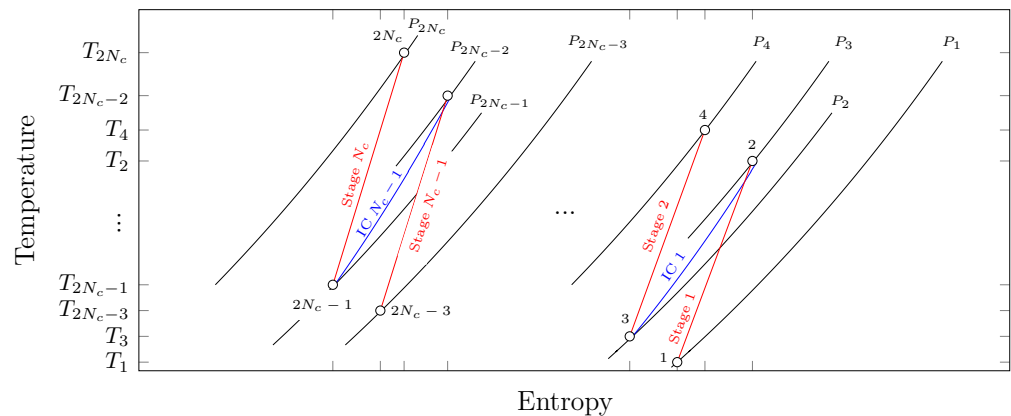 Temperature
T_{2N_c}
T_{2N_c-2}
T_4
T_2
...
T_{2N_c-1}
T_{2N_c-3}
T_3
T_1
2N_c
P_{2N_c}
P_{2N_c-2}
P_{2N_c-1}
P_{2N_c-3}
P_4
P_3
P_1
P_2
Stage N_c
IC N_c - 1
Stage N_c - 1
2N_c - 1
2N_c - 3
...
4
2
Stage 2
IC 1
Stage 1
3
1
Entropy